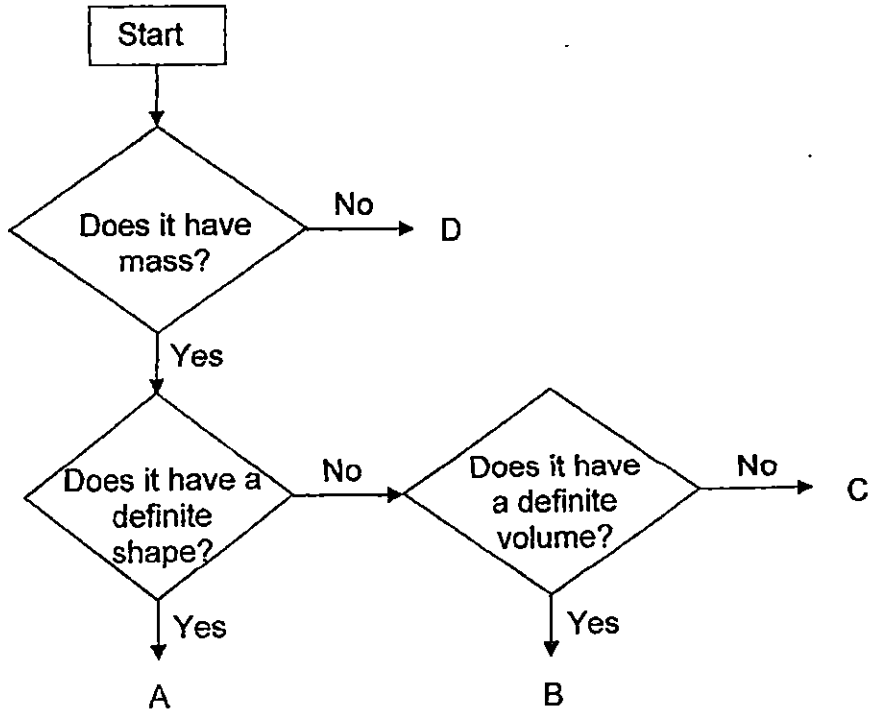 Start
Does it have
mass?
No
D
Yes
Does it have a
definite
shape?
No
Does it have
a definite
volume?
No
C
Yes
A
Yes
B